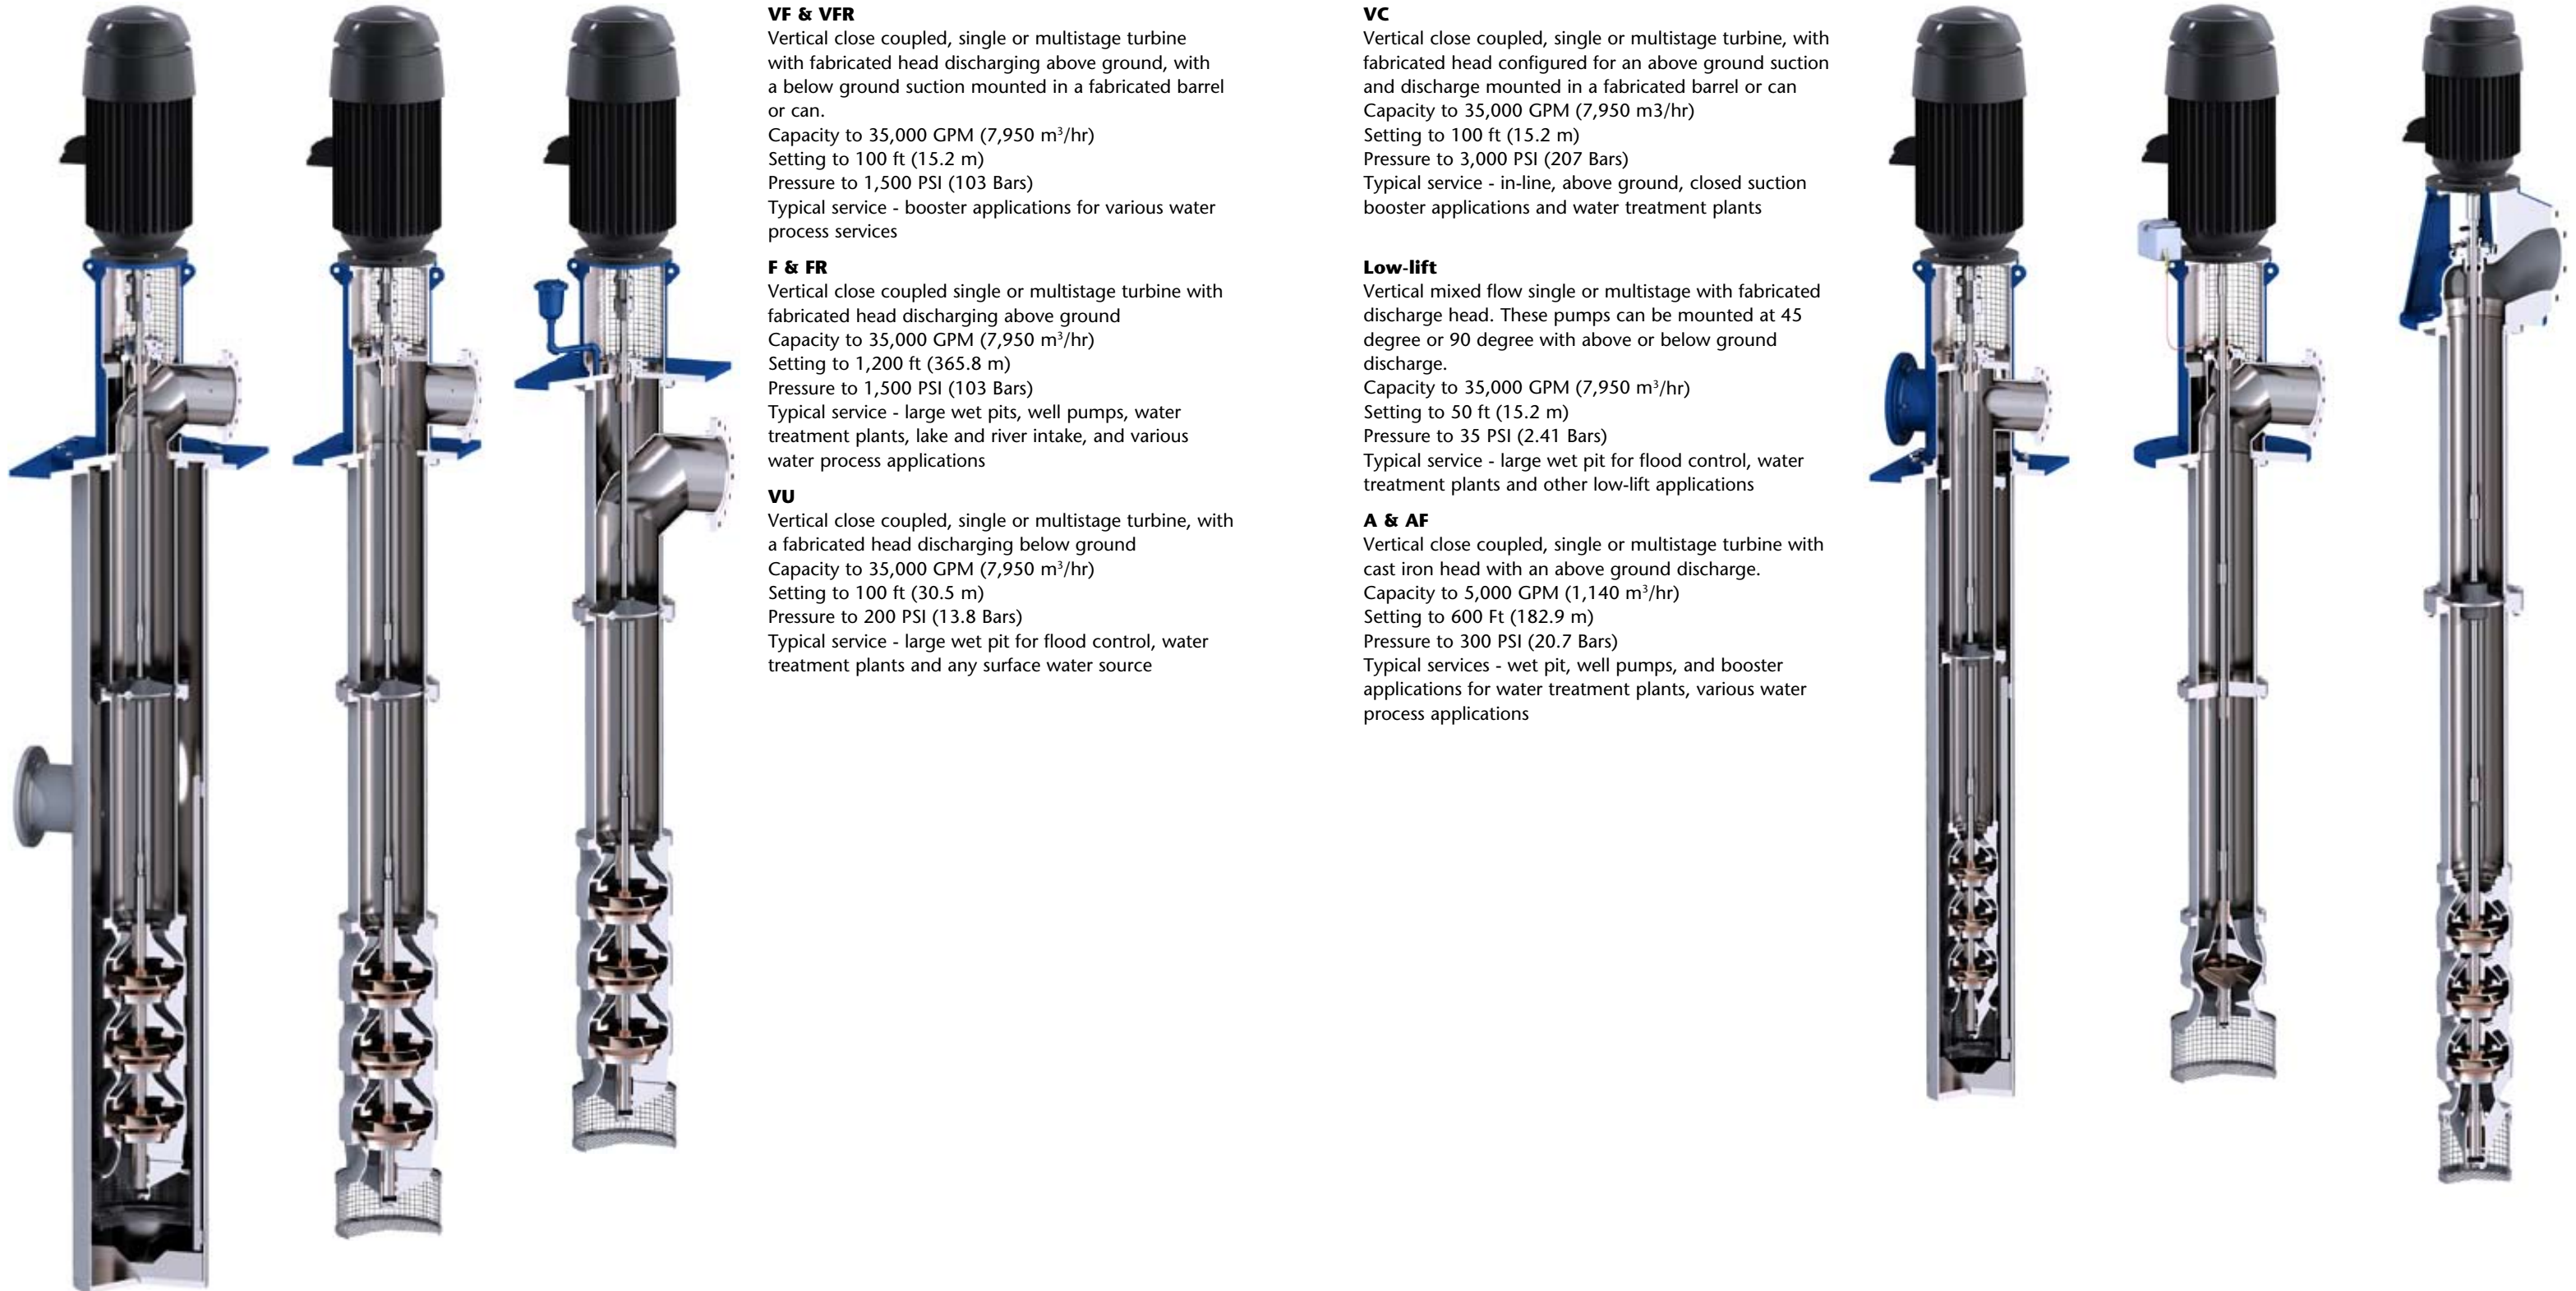 VF & VFR
Vertical close coupled, single or multistage turbine
with fabricated head discharging above ground, with
a below ground suction mounted in a fabricated barrel
or can.
Capacity to 35,000 GPM (7,950 m³/hr)
Setting to 100 ft (15.2 m)
Pressure to 1,500 PSI (103 Bars)
Typical service - booster applications for various water
process services
F & FR
Vertical close coupled single or multistage turbine with
fabricated head discharging above ground
Capacity to 35,000 GPM (7,950 m³/hr)
Setting to 1,200 ft (365.8 m)
Pressure to 1,500 PSI (103 Bars)
Typical service - large wet pits, well pumps, water
treatment plants, lake and river intake, and various
water process applications
VU
Vertical close coupled, single or multistage turbine, with
a fabricated head discharging below ground
Capacity to 35,000 GPM (7,950 m³/hr)
Setting to 100 ft (30.5 m)
Pressure to 200 PSI (13.8 Bars)
Typical service - large wet pit for flood control, water
treatment plants and any surface water source
VC
Vertical close coupled, single or multistage turbine, with
fabricated head configured for an above ground suction
and discharge mounted in a fabricated barrel or can
Capacity to 35,000 GPM (7,950 m3/hr)
Setting to 100 ft (15.2 m)
Pressure to 3,000 PSI (207 Bars)
Typical service - in-line, above ground, closed suction
booster applications and water treatment plants
Low-lift
Vertical mixed flow single or multistage with fabricated
discharge head. These pumps can be mounted at 45
degree or 90 degree with above or below ground
discharge.
Capacity to 35,000 GPM (7,950 m³/hr)
Setting to 50 ft (15.2 m)
Pressure to 35 PSI (2.41 Bars)
Typical service - large wet pit for flood control, water
treatment plants and other low-lift applications
A & AF
Vertical close coupled, single or multistage turbine with
cast iron head with an above ground discharge.
Capacity to 5,000 GPM (1,140 m³/hr)
Setting to 600 Ft (182.9 m)
Pressure to 300 PSI (20.7 Bars)
Typical services - wet pit, well pumps, and booster
applications for water treatment plants, various water
process applications